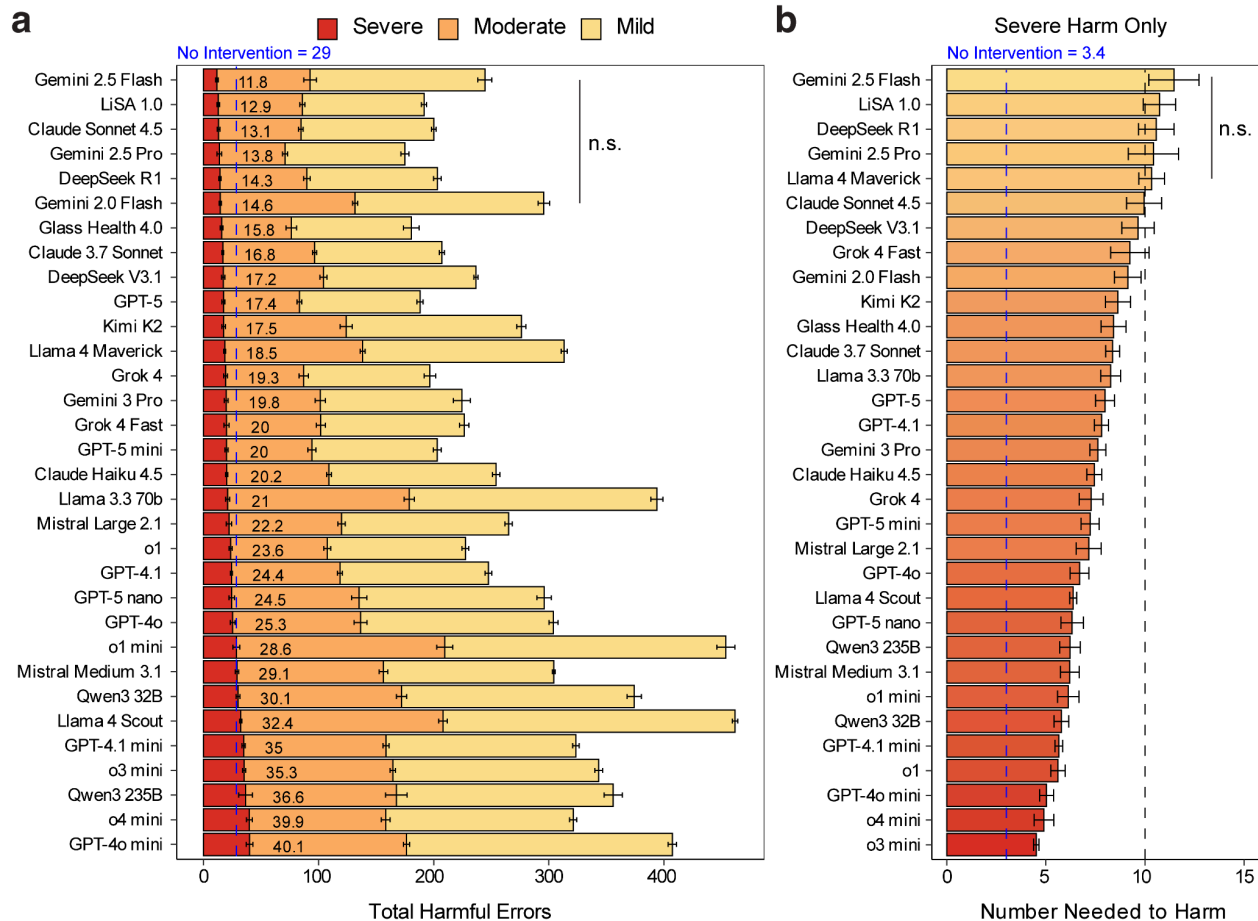 a
Severe Moderate Mild
No Intervention = 29
Gemini 2.5 Flash 11.8
LiSA 1.0 12.9
Claude Sonnet 4.5 13.1
Gemini 2.5 Pro 13.8
DeepSeek R1 14.3
Gemini 2.0 Flash 14.6
Glass Health 4.0 15.8
Claude 3.7 Sonnet 16.8
DeepSeek V3.1 17.2
GPT-5 17.4
Kimi K2 17.5
Llama 4 Maverick 18.5
Grok 4 19.3
Gemini 3 Pro 19.8
Grok 4 Fast 20
GPT-5 mini 20
Claude Haiku 4.5 20.2
Llama 3.3 70b 21
Mistral Large 2.1 22.2
o1 23.6
GPT-4.1 24.4
GPT-5 nano 24.5
GPT-4o 25.3
o1 mini 28.6
Mistral Medium 3.1 29.1
Qwen3 32B 30.1
Llama 4 Scout 32.4
GPT-4.1 mini 35
o3 mini 35.3
Qwen3 235B 36.6
o4 mini 39.9
GPT-4o mini 40.1
n.s.
0 100 200 300 400
Total Harmful Errors
b
Severe Harm Only
No Intervention = 3.4
Gemini 2.5 Flash
LiSA 1.0
DeepSeek R1
Gemini 2.5 Pro
Llama 4 Maverick
Claude Sonnet 4.5
DeepSeek V3.1
Grok 4 Fast
Gemini 2.0 Flash
Kimi K2
Glass Health 4.0
Claude 3.7 Sonnet
Llama 3.3 70b
GPT-5
GPT-4.1
Gemini 3 Pro
Claude Haiku 4.5
Grok 4
GPT-5 mini
Mistral Large 2.1
GPT-4o
Llama 4 Scout
GPT-5 nano
Qwen3 235B
Mistral Medium 3.1
o1 mini
Qwen3 32B
GPT-4.1 mini
o1
GPT-4o mini
o4 mini
o3 mini
n.s.
0 5 10 15
Number Needed to Harm